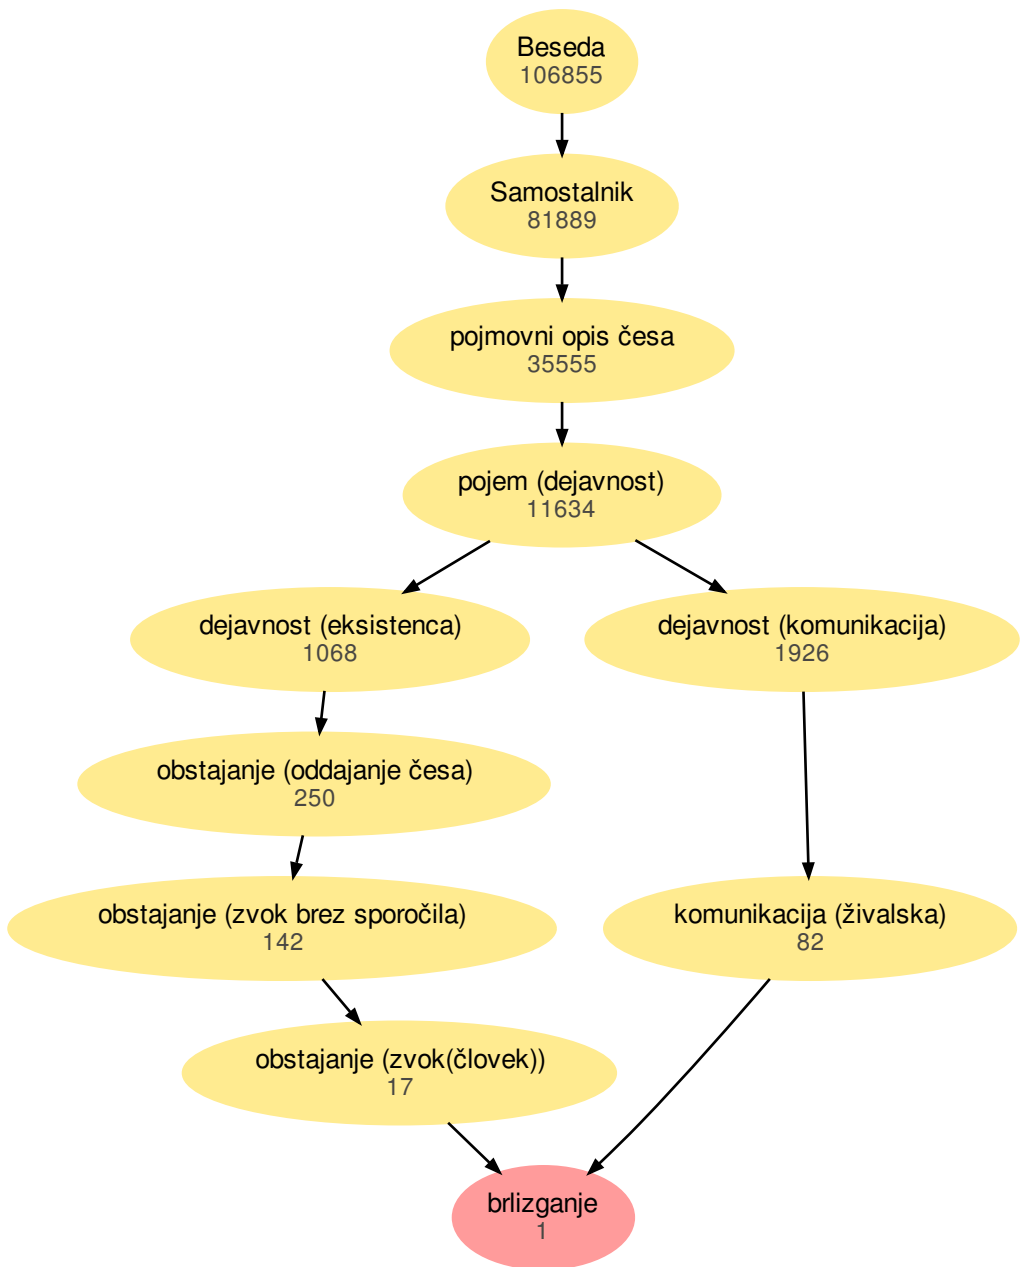 Beseda
106855
Samostalnik
81889
pojmovni opis česa
35555
pojem (dejavnost)
11634
dejavnost (eksistenca)
1068
dejavnost (komunikacija)
1926
obstajanje (oddajanje česa)
250
obstajanje (zvok brez sporočila)
142
komunikacija (živalska)
82
obstajanje (zvok(človek))
17
brlizganje
1